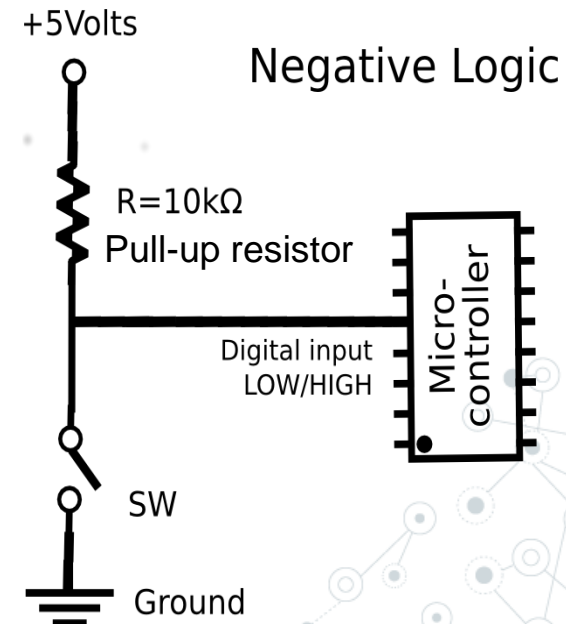 +5Volts
Negative Logic
R=10kΩ
Pull-up resistor
Digital input
LOW/HIGH
Micro-
controller
SW
Ground